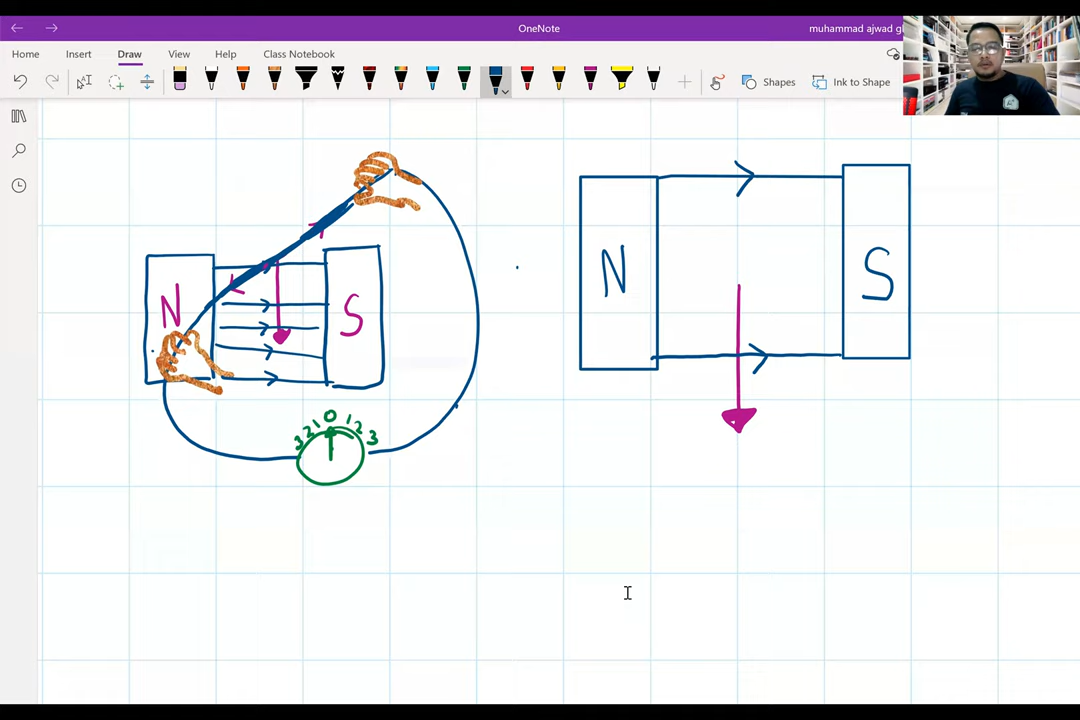 OneNote
muhammad ajwad g
Home Insert Draw View Help Class Notebook
Shapes Ink to Shape
N S
3 2 1 0 1 2 3
N S